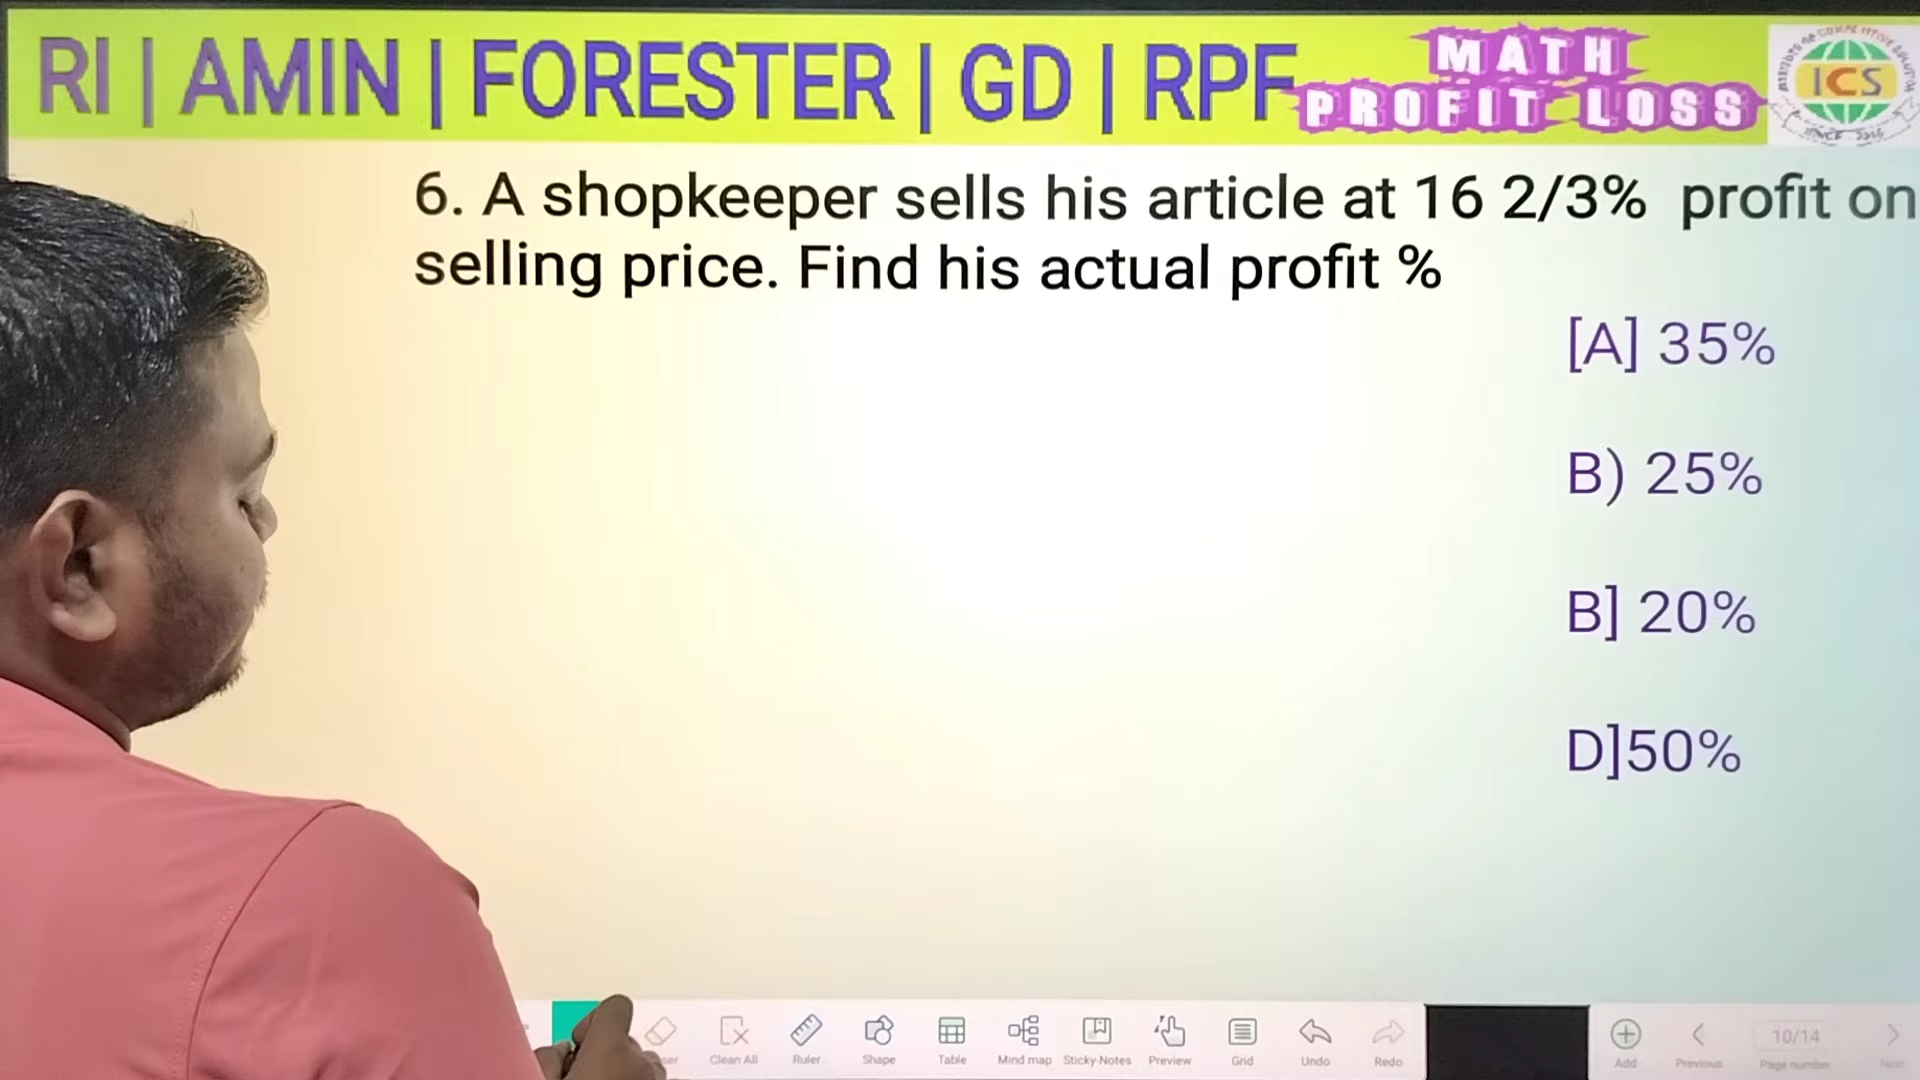 RI | AMIN | FORESTER | GD | RPF
MATH
PROFIT LOSS
ICS
6. A shopkeeper sells his article at 16 2/3% profit on
selling price. Find his actual profit %
[A] 35%
B) 25%
B] 20%
D]50%
Clean All
Ruler
Shape
Table
Mind map
Sticky-Notes
Preview
Grid
Undo
Redo
Add
Previous
10/14
Page number